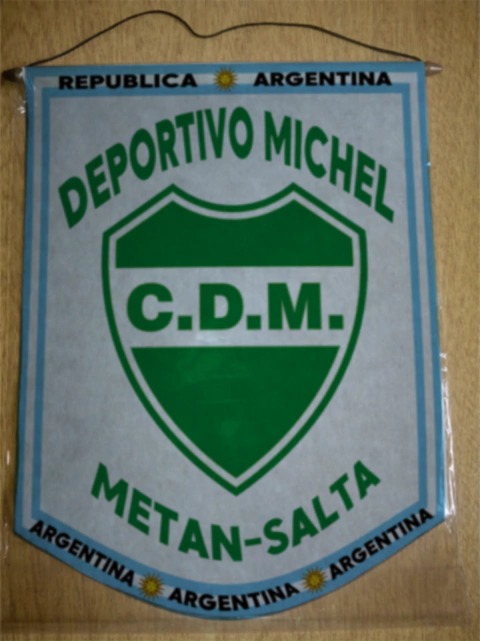 REPUBLICA ARGENTINA
DEPORTIVO MICHEL
C.D.M.
METAN-SALTA
ARGENTINA ARGENTINA ARGENTINA